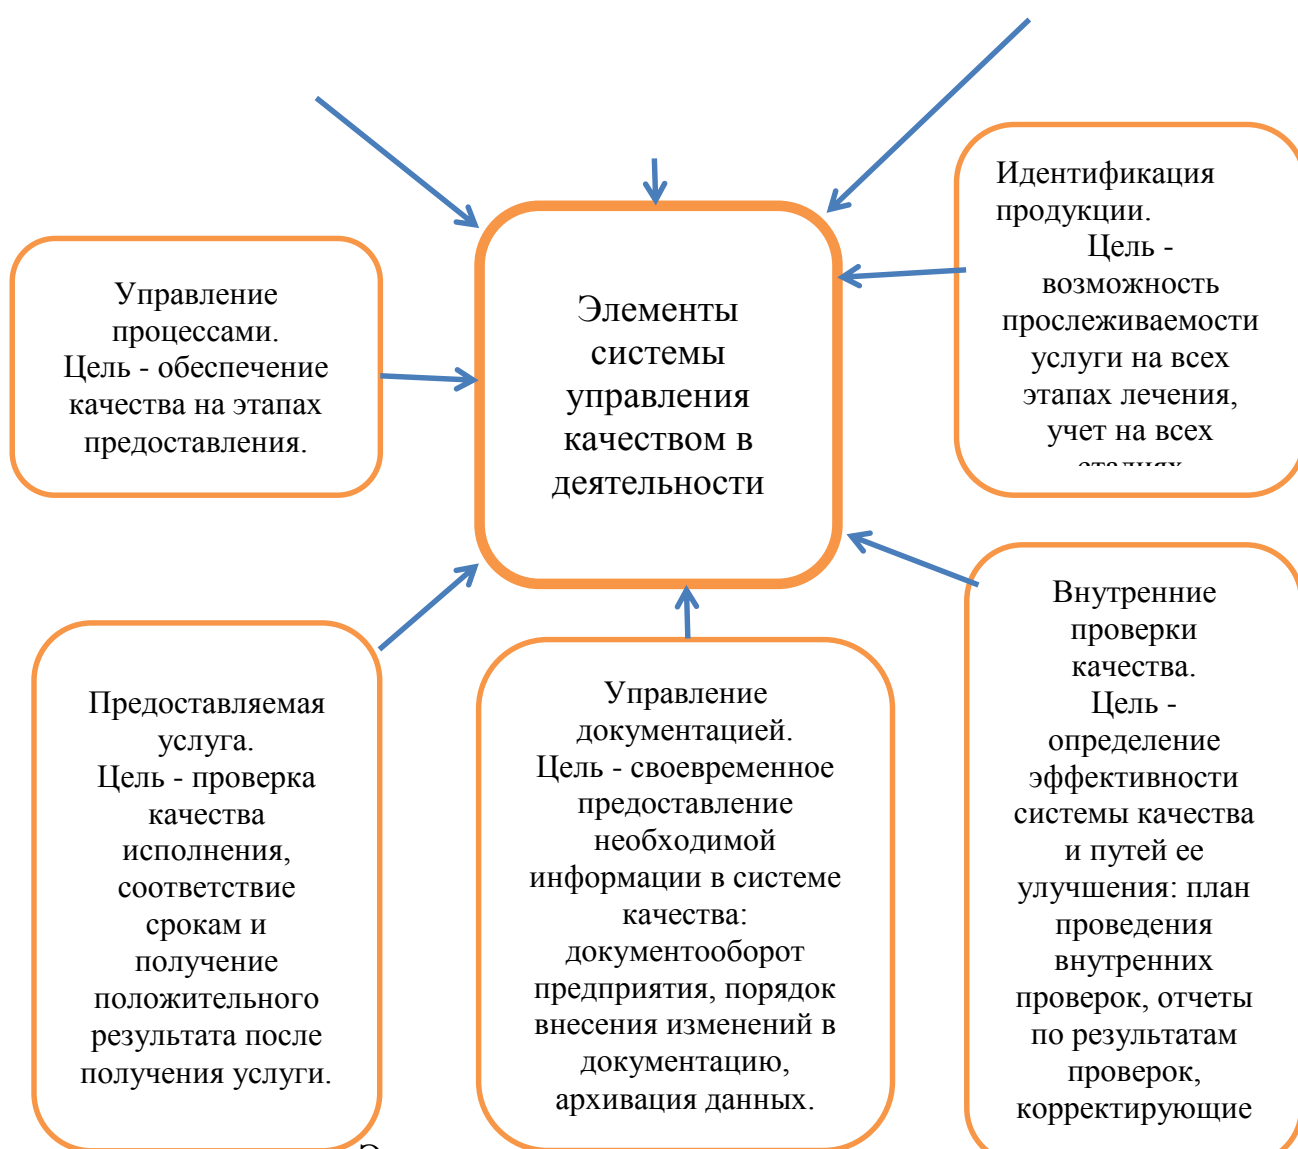 Идентификация
продукции.
Цель -
возможность
прослеживаемости
услуги на всех
этапах лечения,
учет на всех
стадиях
Управление
процессами.
Цель - обеспечение
качества на этапах
предоставления.
Элементы
системы
управления
качеством в
деятельности
Предоставляемая
услуга.
Цель - проверка
качества
исполнения,
соответствие
срокам и
получение
положительного
результата после
получения услуги.
Управление
документацией.
Цель - своевременное
предоставление
необходимой
информации в системе
качества:
документооборот
предприятия, порядок
внесения изменений в
документацию,
архивация данных.
Внутренние
проверки
качества.
Цель -
определение
эффективности
системы качества
и путей ее
улучшения: план
проведения
внутренних
проверок, отчеты
по результатам
проверок,
корректирующие